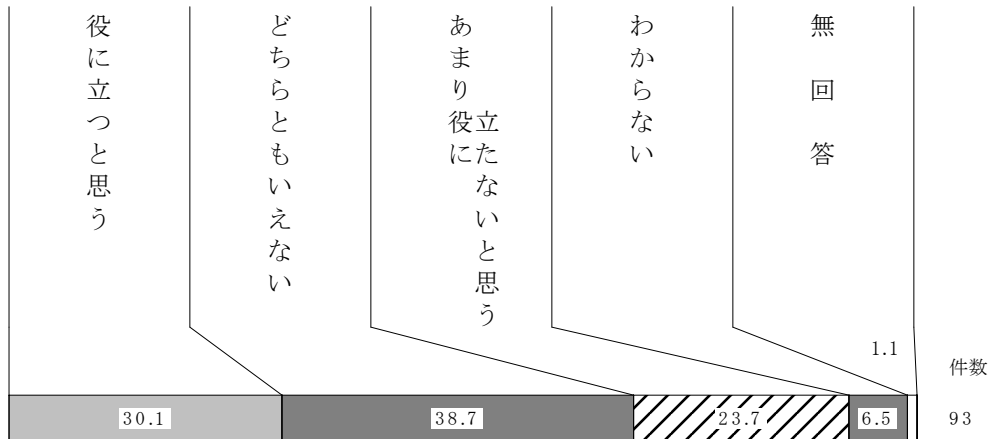 役に立つと思う
どちらともいえない
あまり役に
立たないと思う
わからない
無回答
1.1
件数
30.1
38.7
23.7
6.5
93